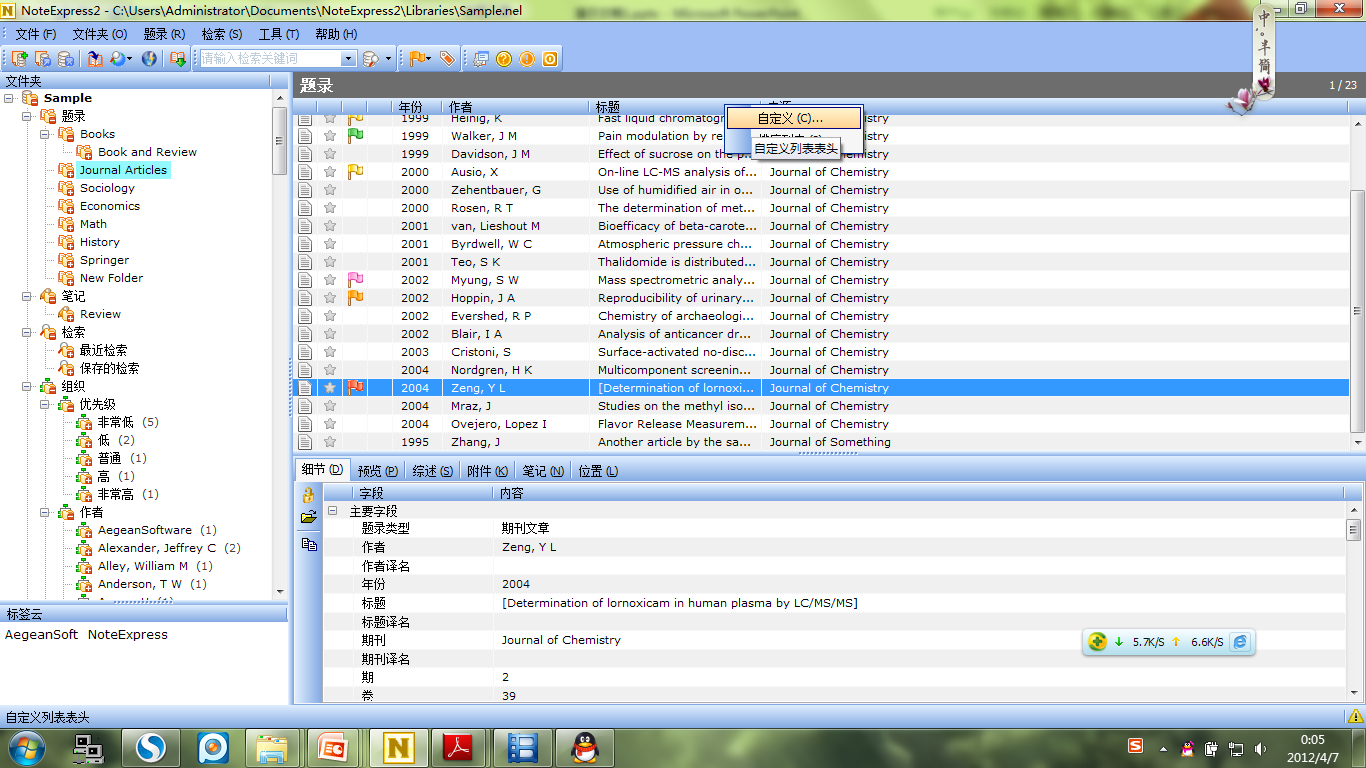 NoteExpress2 - C:\Users\Administrator\Documents\NoteExpress2\Libraries\Sample.nel
文件 (F) 文件夹 (O) 题录 (R) 检索 (S) 工具 (T) 帮助 (H)
请输入检索关键词
中
半
简
文件夹
Sample
题录
Books
Book and Review
Journal Articles
Sociology
Economics
Math
History
Springer
New Folder
笔记
Review
检索
最近检索
保存的检索
组织
优先级
非常低 (5)
低 (2)
普通 (1)
高 (1)
非常高 (1)
作者
AegeanSoftware (1)
Alexander, Jeffrey C (2)
Alley, William M (1)
Anderson, T W (1)
标签云
AegeanSoft NoteExpress
题录 1 / 23
年份 作者 标题
自定义 (C)...
自定义列表表头
1999 Heinig, K Fast liquid chromatogr... Journal of Chemistry
1999 Walker, J M Pain modulation by re Journal of Chemistry
1999 Davidson, J M Effect of sucrose on the p... Journal of Chemistry
2000 Ausio, X On-line LC-MS analysis of... Journal of Chemistry
2000 Zehentbauer, G Use of humidified air in o... Journal of Chemistry
2000 Rosen, R T The determination of met... Journal of Chemistry
2001 van, Lieshout M Bioefficacy of beta-carote... Journal of Chemistry
2001 Byrdwell, W C Atmospheric pressure ch... Journal of Chemistry
2001 Teo, S K Thalidomide is distributed... Journal of Chemistry
2002 Myung, S W Mass spectrometric analy... Journal of Chemistry
2002 Hoppin, J A Reproducibility of urinary... Journal of Chemistry
2002 Evershed, R P Chemistry of archaeologi... Journal of Chemistry
2002 Blair, I A Analysis of anticancer dr... Journal of Chemistry
2003 Cristoni, S Surface-activated no-disc... Journal of Chemistry
2004 Nordgren, H K Multicomponent screenin... Journal of Chemistry
2004 Zeng, Y L [Determination of lornoxi... Journal of Chemistry
2004 Mraz, J Studies on the methyl iso... Journal of Chemistry
2004 Ovejero, Lopez I Flavor Release Measurem... Journal of Chemistry
1995 Zhang, J Another article by the sa... Journal of Something
细节 (D) 预览 (P) 综述 (S) 附件 (K) 笔记 (N) 位置 (L)
字段 内容
主要字段
题录类型 期刊文章
作者 Zeng, Y L
作者译名
年份 2004
标题 [Determination of lornoxicam in human plasma by LC/MS/MS]
标题译名
期刊 Journal of Chemistry
期刊译名
期 2
卷 39
5.7K/S 6.6K/S
自定义列表表头
0:05
2012/4/7